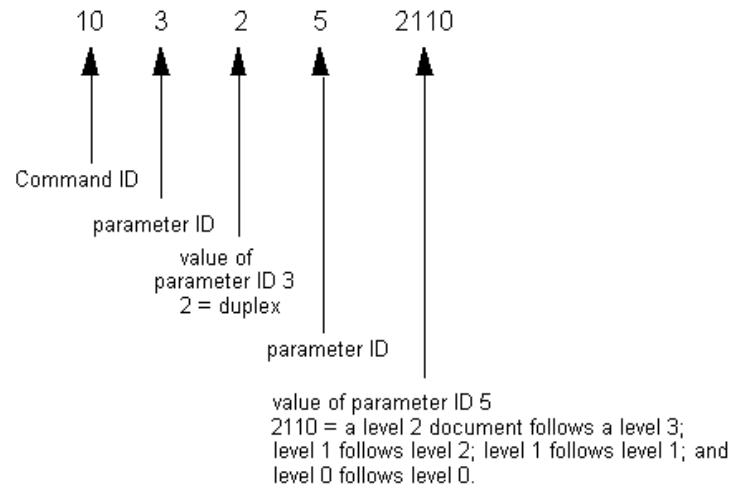 10 3 2 5 2110
Command ID
parameter ID
value of
parameter ID 3
2 = duplex
parameter ID
value of parameter ID 5
2110 = a level 2 document follows a level 3;
level 1 follows level 2; level 1 follows level 1; and
level 0 follows level 0.